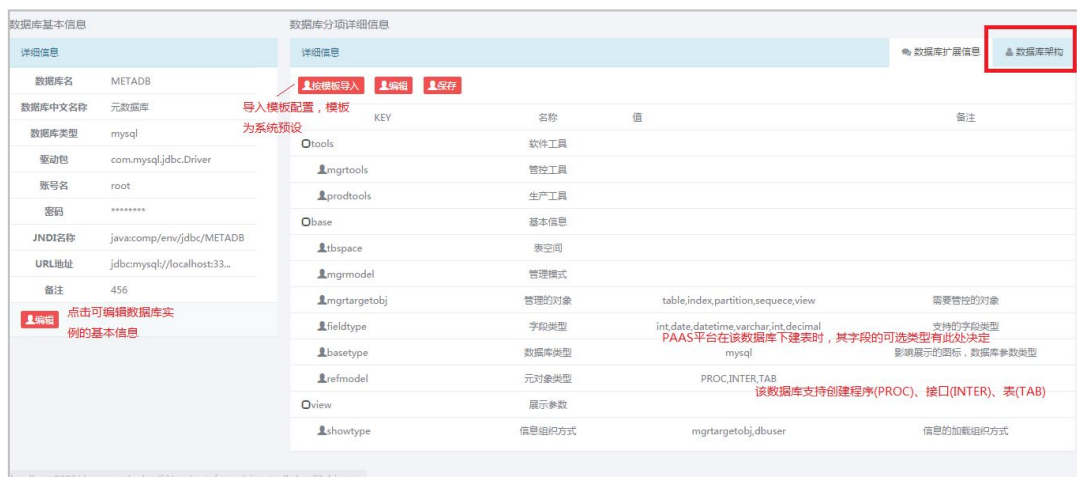 数据库基本信息
数据库分项详细信息
详细信息
详细信息
数据库扩展信息
数据库架构
数据库名 METADB
数据库中文名称 元数据库
数据库类型 mysql
驱动包 com.mysql.jdbc.Driver
账号名 root
密码 ********
JNDI名称 java:comp/env/jdbc/METADB
URL地址 jdbc:mysql://localhost:33...
备注 456
编辑
点击可编辑数据库实
例的基本信息
按模板导入 编辑 保存
导入模板配置，模板
为系统预设
KEY 名称 值 备注
tools 软件工具
mgrtools 管控工具
prodtools 生产工具
base 基本信息
tbspace 表空间
mgrmodel 管理模式
mgrtargetobj 管理的对象 table,index,partition,sequece,view 需要管控的对象
fieldtype 字段类型 int,date,datetime,varchar,int,decimal 支持的字段类型
PAAS平台在该数据库下建表时，其字段的可选类型有此处决定
basetype 数据库类型 mysql 影响展示的图标，数据库参数类型
refmodel 元对象类型 PROC,INTER,TAB
该数据库支持创建程序(PROC)、接口(INTER)、表(TAB)
view 展示参数
showtype 信息组织方式 mgrtargetobj,dbuser 信息的加载组织方式